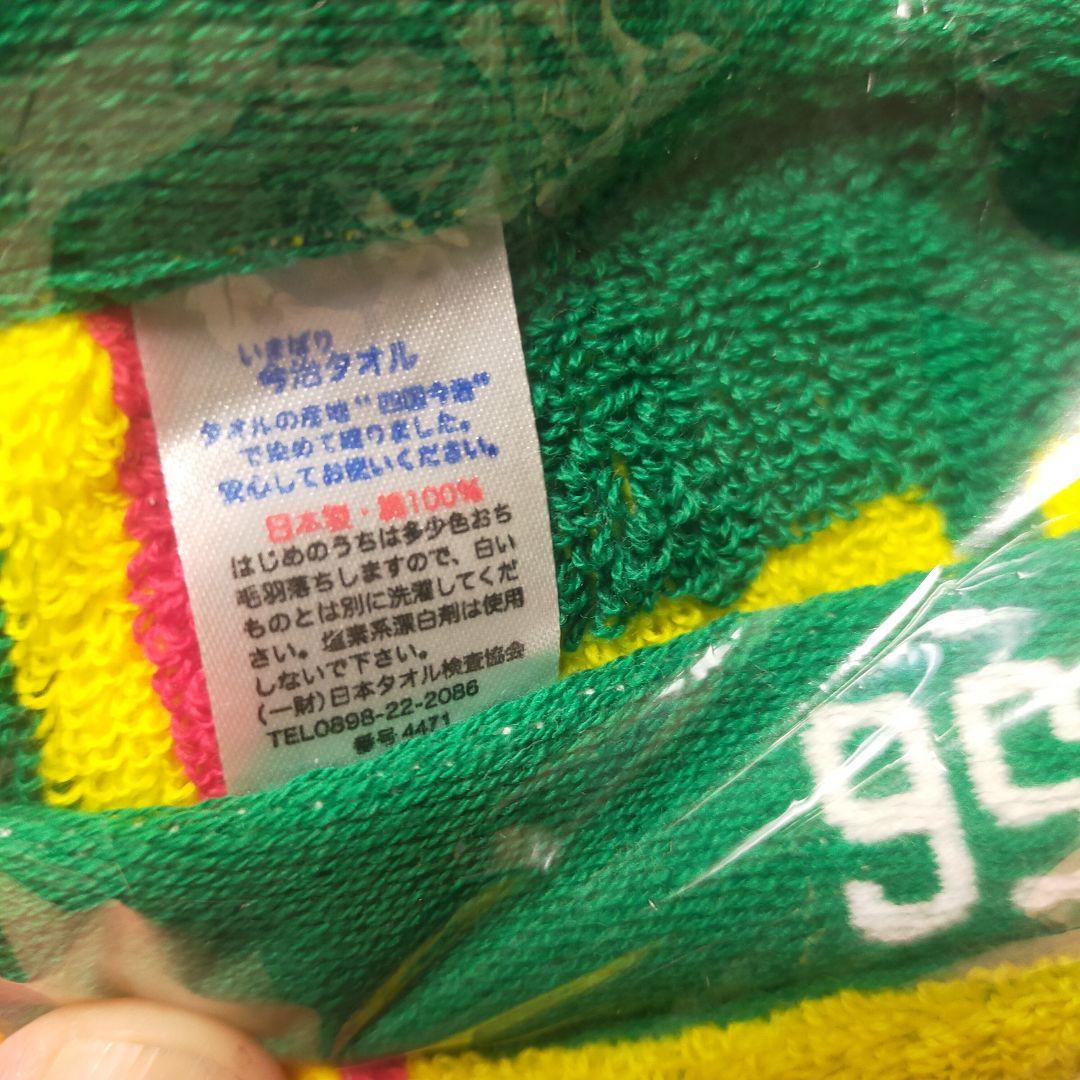 いまばり
今治タオル
タオルの産地“四国今治”
で染めて織りました。
安心してお使いください。
日本製・綿100%
はじめのうちは多少色おち
毛羽落ちしますので、白い
ものとは別に洗濯してくだ
さい。塩素系漂白剤は使用
しないで下さい。
(一財)日本タオル検査協会
TEL0898-22-2086
番号4471
ge